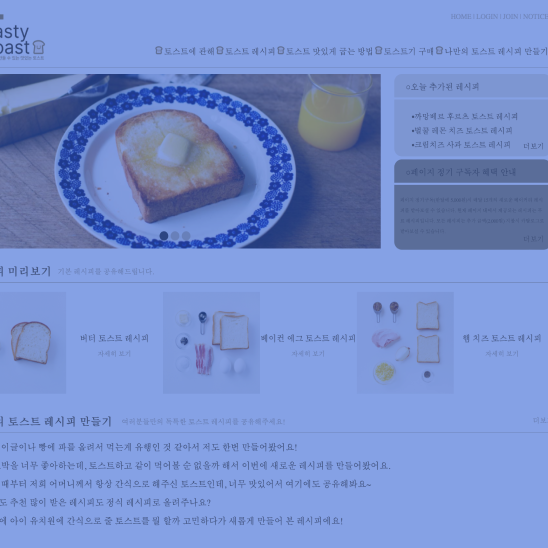 HOME | LOGIN | JOIN | NOTICE
asty
oast
토스트에 관해 토스트 레시피 토스트 맛있게 굽는 방법 토스트기 구매 나만의 토스트 레시피 만들기
○오늘 추가된 레시피
•까망베르 후르츠 토스트 레시피
•벌꿀 레몬 치즈 토스트 레시피
•크림치즈 사과 토스트 레시피
더보기
○페이지 정기 구독자 혜택 안내
더보기
미리보기 기본 레시피를 공유해드립니다.
버터 토스트 레시피
자세히 보기
베이컨 에그 토스트 레시피
자세히 보기
햄 치즈 토스트 레시피
자세히 보기
토스트 레시피 만들기 여러분들만의 독특한 토스트 레시피를 공유해주세요!
이글이나 빵에 파를 올려서 먹는게 유행인 것 같아서 저도 한번 만들어봤어요!
박을 너무 좋아하는데, 토스트하고 같이 먹어볼 순 없을까 해서 이번에 새로운 레시피를 만들어봤어요.
때부터 저희 어머니께서 항상 간식으로 해주신 토스트인데, 너무 맛있어서 여기에도 공유해봐요~
도 추천 많이 받은 레시피도 정식 레시피로 올려주나요?
에 아이 유치원에 간식으로 줄 토스트를 뭘 할까 고민하다가 새롭게 만들어 본 레시피에요!